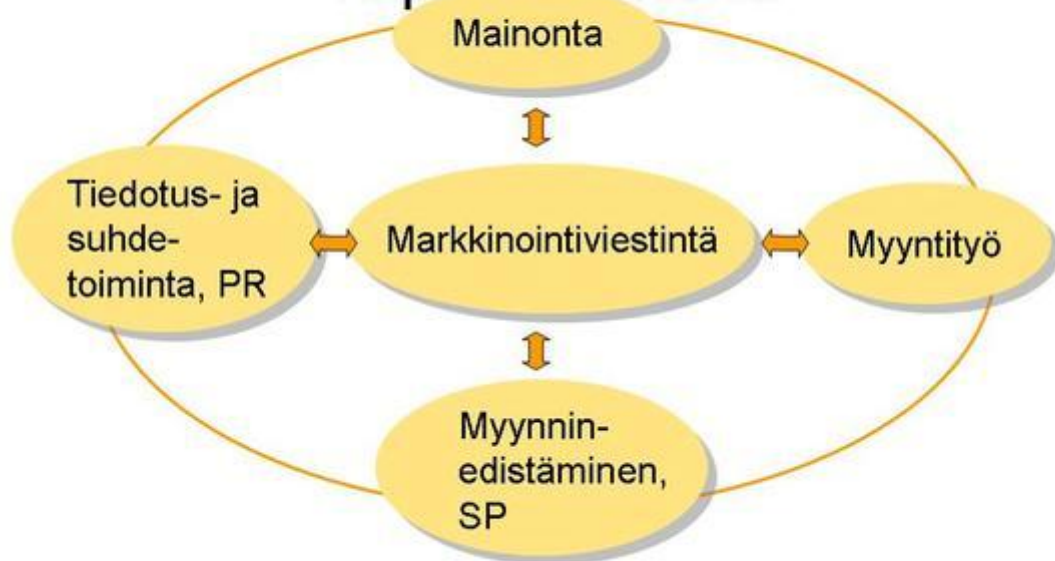 Mainonta
Tiedotus- ja
suhde-
toiminta, PR
Markkinointiviestintä
Myyntityö
Myynnin-
edistäminen,
SP